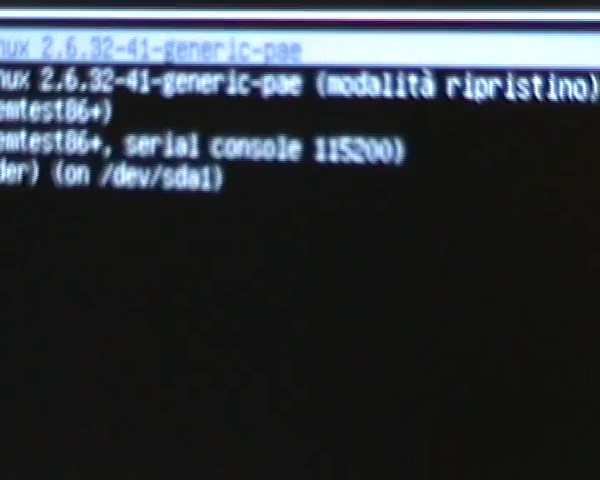 nux 2.6.32-41-generic-pae
nux 2.6.32-41-generic-pae (modalità ripristino)
emtest86+)
emtest86+, serial console 115200)
der) (on /dev/sda1)